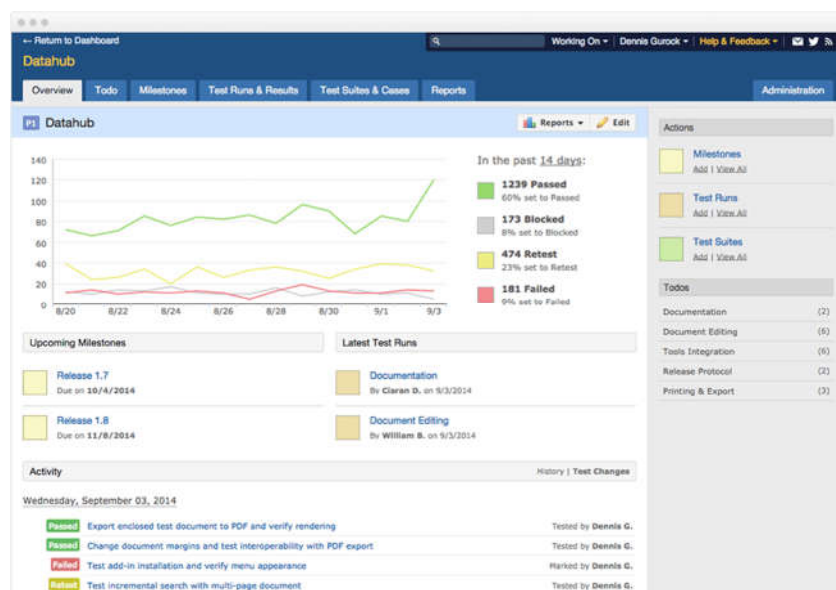 ← Return to Dashboard
Working On Dennis Gurock Help & Feedback
Datahub
Overview Todo Milestones Test Runs & Results Test Suites & Cases Reports Administration
P1 Datahub
Reports Edit
140
120
100
80
60
40
20
0
8/20 8/22 8/24 8/26 8/28 8/30 9/1 9/3
In the past 14 days:
1239 Passed
60% set to Passed
173 Blocked
8% set to Blocked
474 Retest
23% set to Retest
181 Failed
9% set to Failed
Upcoming Milestones
Release 1.7
Due on 10/4/2014
Release 1.8
Due on 11/8/2014
Latest Test Runs
Documentation
By Ciaran D. on 9/3/2014
Document Editing
By William B. on 9/3/2014
Activity
History | Test Changes
Wednesday, September 03, 2014
Passed Export enclosed test document to PDF and verify rendering Tested by Dennis G.
Passed Change document margins and test interoperability with PDF export Tested by Dennis G.
Failed Test add-in installation and verify menu appearance Marked by Dennis G.
Retest Test incremental search with multi-page document Tested by Dennis G.
Actions
Milestones
Add | View All
Test Runs
Add | View All
Test Suites
Add | View All
Todos
Documentation (2)
Document Editing (6)
Tools Integration (6)
Release Protocol (2)
Printing & Export (3)